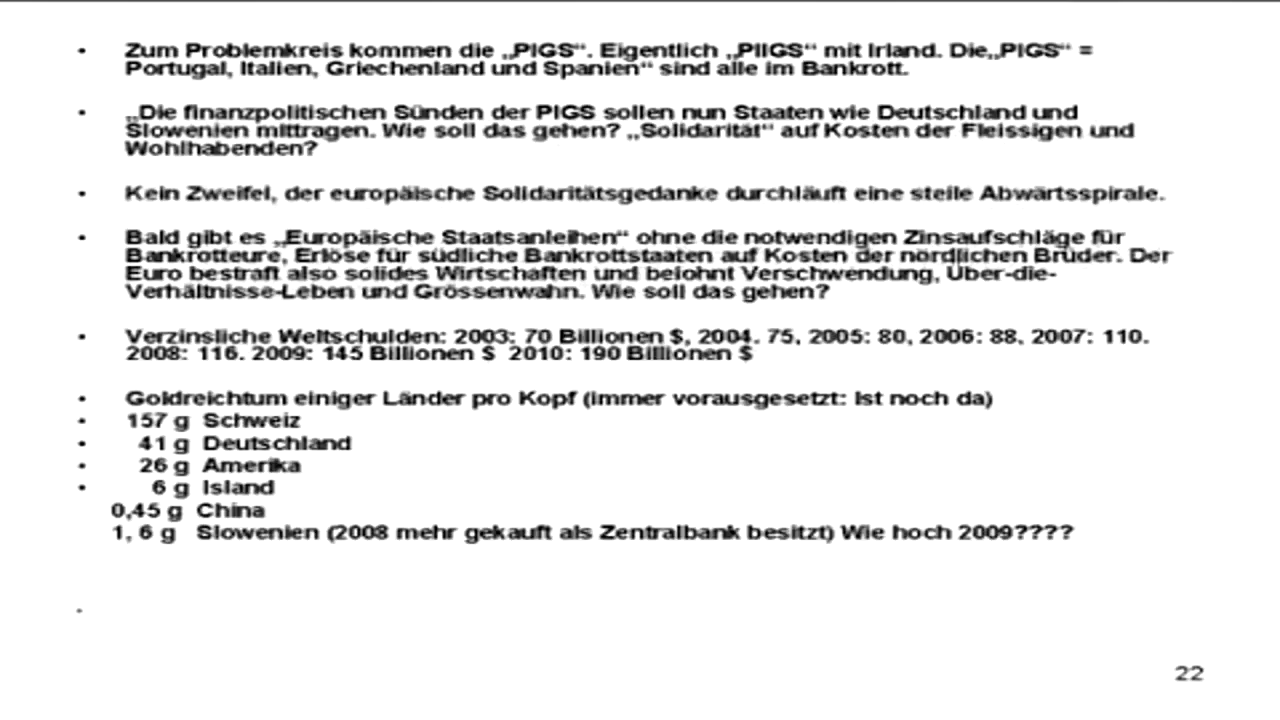 • Zum Problemkreis kommen die „PIGS“. Eigentlich „PIIGS“ mit Irland. Die„PIGS“ =
Portugal, Italien, Griechenland und Spanien“ sind alle im Bankrott.
• „Die finanzpolitischen Sünden der PIGS sollen nun Staaten wie Deutschland und
Slowenien mittragen. Wie soll das gehen? „Solidarität“ auf Kosten der Fleissigen und
Wohlhabenden?
• Kein Zweifel, der europäische Solidaritätsgedanke durchläuft eine steile Abwärtsspirale.
• Bald gibt es „Europäische Staatsanleihen“ ohne die notwendigen Zinsaufschläge für
Bankrotteure, Erlöse für südliche Bankrottstaaten auf Kosten der nördlichen Brüder. Der
Euro bestraft also solides Wirtschaften und belohnt Verschwendung, Über-die-
Verhältnisse-Leben und Grössenwahn. Wie soll das gehen?
• Verzinsliche Weltschulden: 2003: 70 Billionen $, 2004. 75, 2005: 80, 2006: 88, 2007: 110.
2008: 116. 2009: 145 Billionen $ 2010: 190 Billionen $
• Goldreichtum einiger Länder pro Kopf (immer vorausgesetzt: Ist noch da)
• 157 g Schweiz
• 41 g Deutschland
• 26 g Amerika
• 6 g Island
0,45 g China
1, 6 g Slowenien (2008 mehr gekauft als Zentralbank besitzt) Wie hoch 2009????
•
22